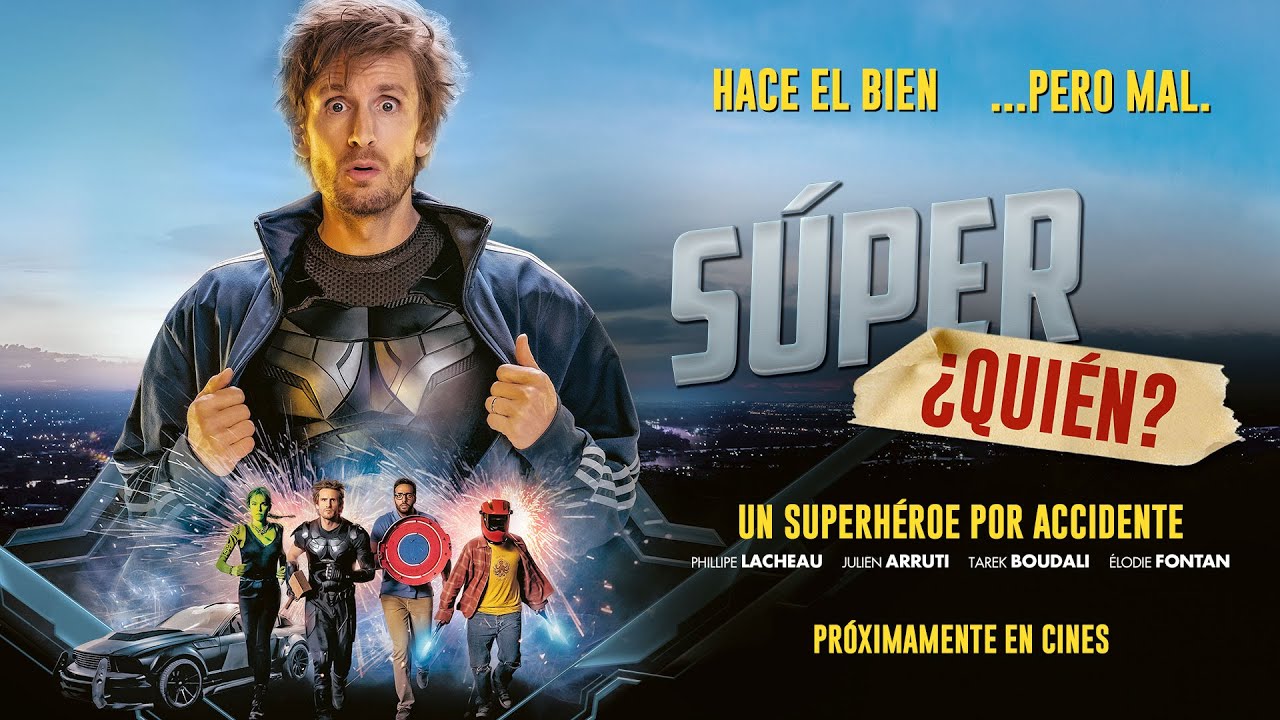 HACE EL BIEN ...PERO MAL.
SÚPER
¿QUIÉN?
UN SUPERHÉROE POR ACCIDENTE
PHILLIPE LACHEAU JULIEN ARRUTI TAREK BOUDALI ÉLODIE FONTAN
PRÓXIMAMENTE EN CINES